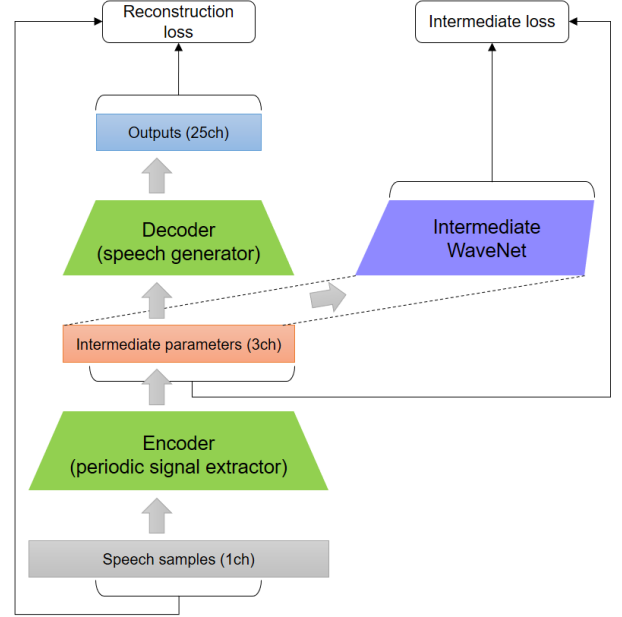 Reconstruction
loss
Intermediate loss
Outputs (25ch)
Decoder
(speech generator)
Intermediate
WaveNet
Intermediate parameters (3ch)
Encoder
(periodic signal extractor)
Speech samples (1ch)